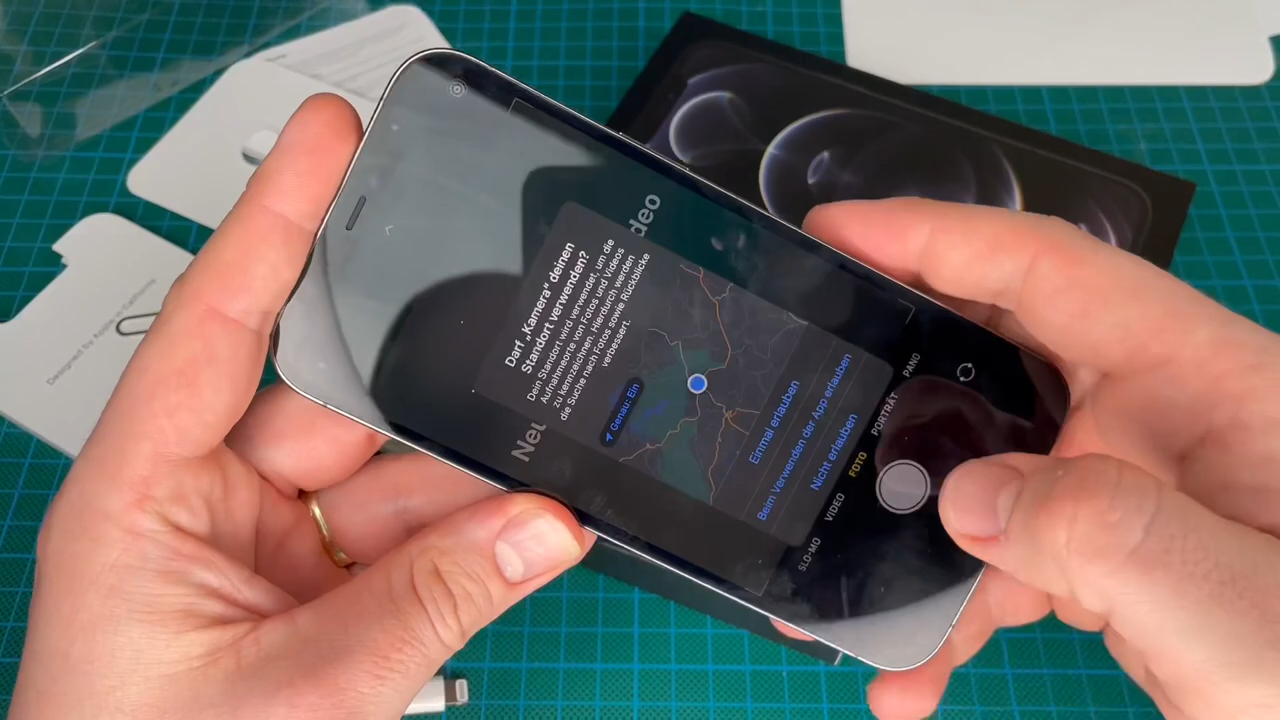 Designed by Apple in California
Neu
deo
Darf „Kamera“ deinen
Standort verwenden?
Dein Standort wird verwendet, um die
Aufnahmeorte von Fotos und Videos
zu kennzeichnen. Hierdurch werden
die Suche nach Fotos sowie Rückblicke
verbessert.
Genau: Ein
Einmal erlauben
Beim Verwenden der App erlauben
Nicht erlauben
SLO-MO VIDEO FOTO PORTRÄT PANO